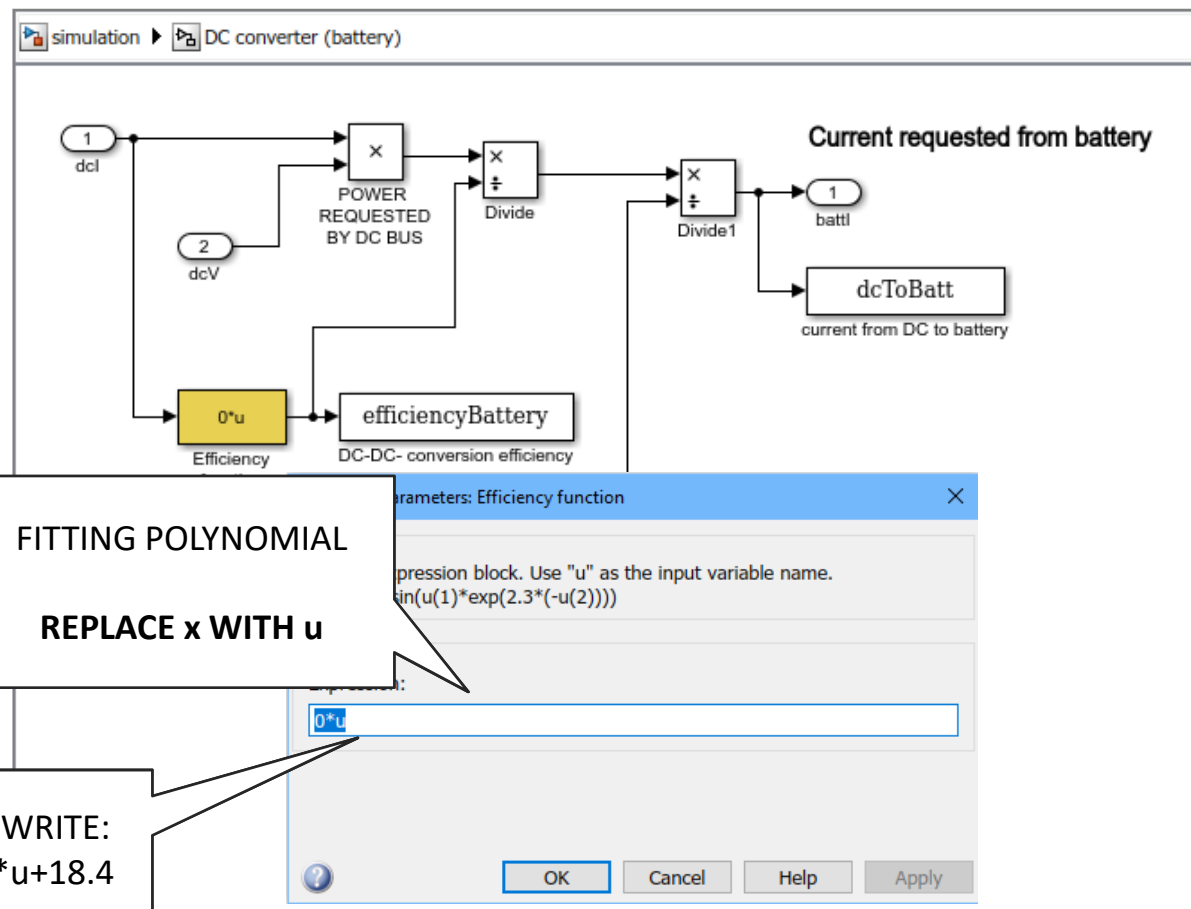 simulation DC converter (battery)
Current requested from battery
1
dcI
×
POWER
REQUESTED
BY DC BUS
×
÷
Divide
×
÷
Divide1
1
battI
2
dcV
dcToBatt
current from DC to battery
0*u
Efficiency
efficiencyBattery
DC-DC- conversion efficiency
arameters: Efficiency function
FITTING POLYNOMIAL
REPLACE x WITH u
pression block. Use "u" as the input variable name.
sin(u(1)*exp(2.3*(-u(2))))
Expression:
0*u
WRITE:
*u+18.4
OK Cancel Help Apply